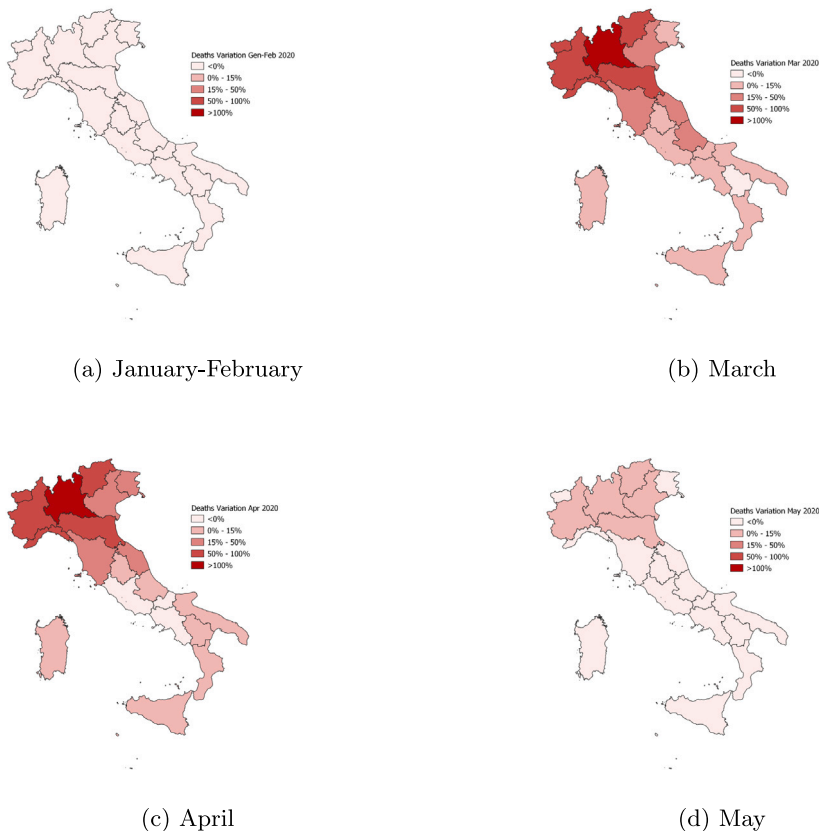 Deaths Variation Gen-Feb 2020
<0%
0% - 15%
15% - 50%
50% - 100%
>100%
(a) January-February
Deaths Variation Mar 2020
<0%
0% - 15%
15% - 50%
50% - 100%
>100%
(b) March
Deaths Variation Apr 2020
<0%
0% - 15%
15% - 50%
50% - 100%
>100%
(c) April
Deaths Variation May 2020
<0%
0% - 15%
15% - 50%
50% - 100%
>100%
(d) May